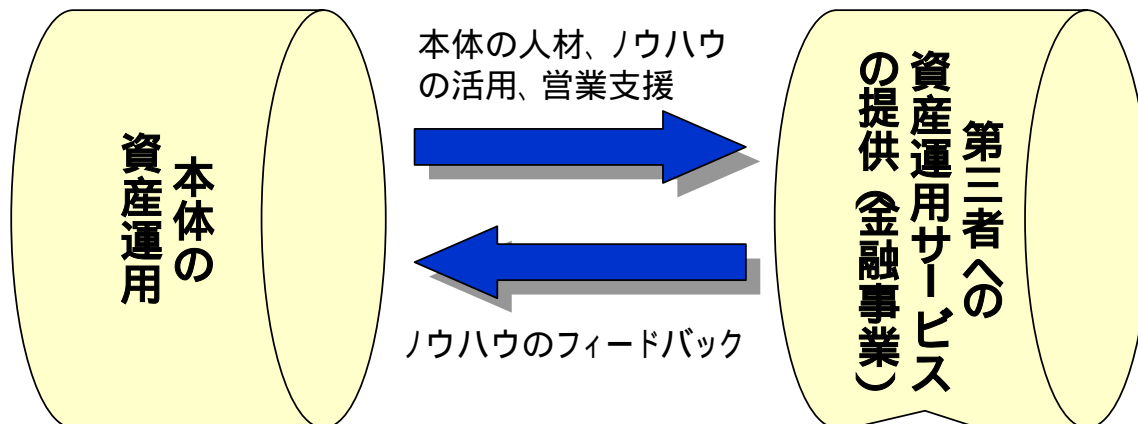 本体の
資産運用
本体の人材、ノウハウ
の活用、営業支援
ノウハウのフィードバック
第三者への
資産運用サービス
の提供（金融事業）